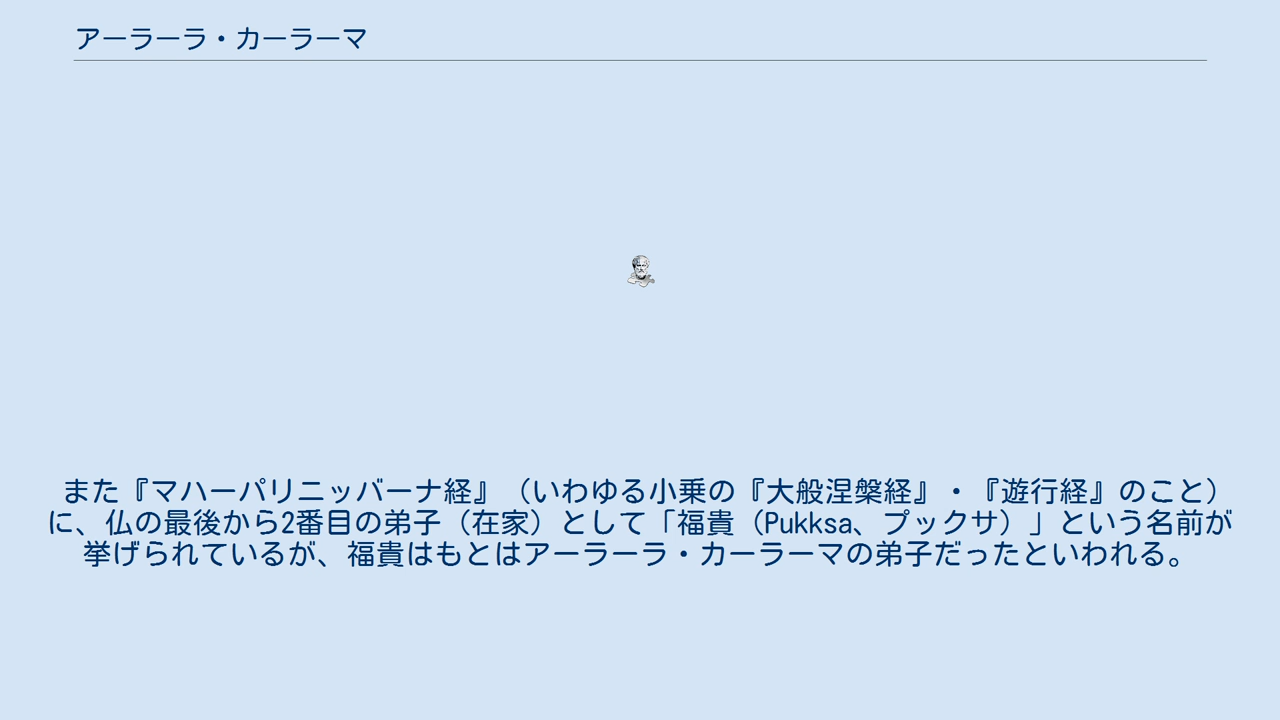 アーラーラ・カーラーマ
また『マハーパリニッバーナ経』（いわゆる小乗の『大般涅槃経』・『遊行経』のこと）
に、仏の最後から2番目の弟子（在家）として「福貴（Pukksa、プックサ）」という名前が
挙げられているが、福貴はもとはアーラーラ・カーラーマの弟子だったといわれる。